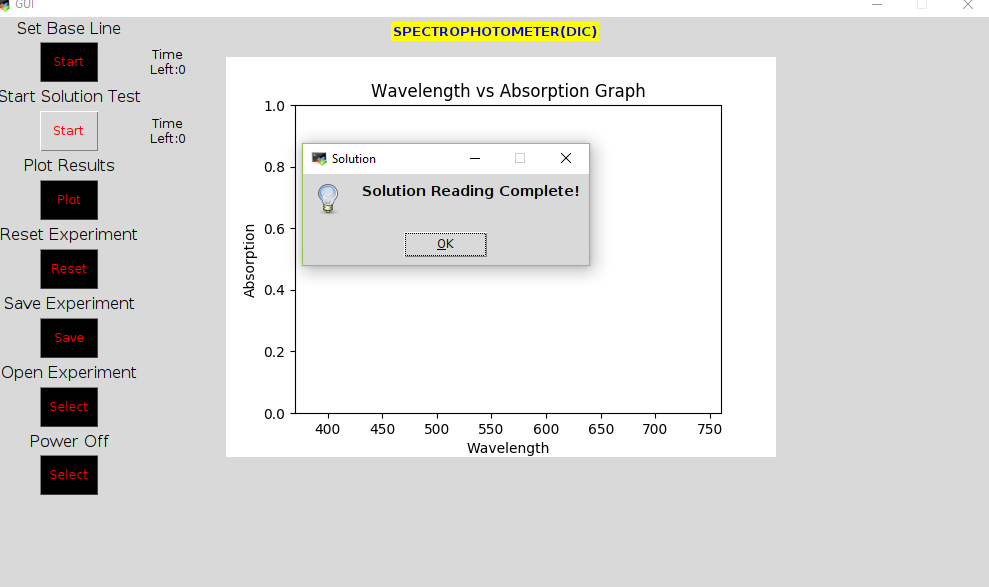 GUI
SPECTROPHOTOMETER(DIC)
Set Base Line
Start
Time
Left:0
Start Solution Test
Start
Time
Left:0
Plot Results
Plot
Reset Experiment
Reset
Save Experiment
Save
Open Experiment
Select
Power Off
Select
Wavelength vs Absorption Graph
1.0
0.8
0.6
0.4
0.2
0.0
Absorption
400 450 500 550 600 650 700 750
Wavelength
Solution
Solution Reading Complete!
OK